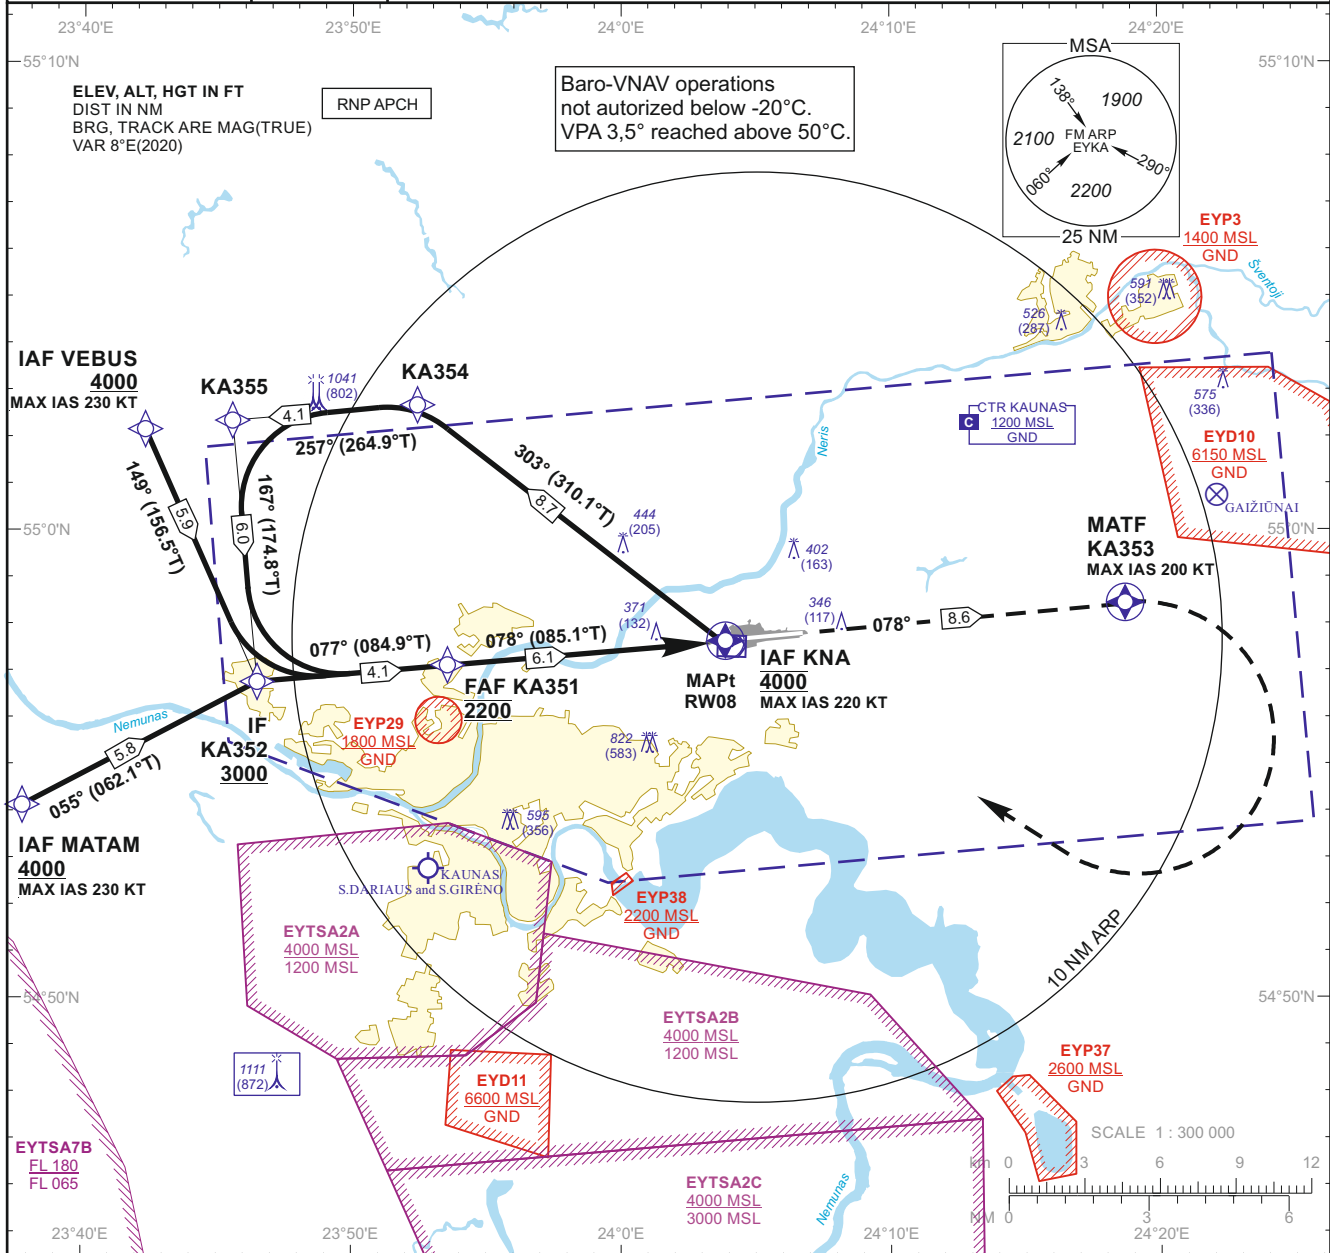 23°40'E
23°50'E
24°0'E
24°10'E
24°20'E
55°10'N
55°10'N
ELEV, ALT, HGT IN FT
DIST IN NM
BRG, TRACK ARE MAG(TRUE)
VAR 8°E(2020)
RNP APCH
Baro-VNAV operations
not autorized below -20°C.
VPA 3,5° reached above 50°C.
MSA
138°
1900
2100
FM ARP
EYKA
290°
060°
2200
25 NM
EYP3
1400 MSL
GND
591
(352)
Šventoji
526
(287)
IAF VEBUS
4000
MAX IAS 230 KT
KA355
1041
(802)
KA354
4.1
257° (264.9°T)
303° (310.1°T)
8.7
149° (156.5°T)
5.9
167° (174.8°T)
6.0
Neris
C
CTR KAUNAS
1200 MSL
GND
575
(336)
EYD10
6150 MSL
GND
GAIŽIŪNAI
444
(205)
402
(163)
55°0'N
55°0'N
MATF
KA353
MAX IAS 200 KT
371
(132)
346
(117)
078°
8.6
077° (084.9°T)
4.1
078° (085.1°T)
6.1
IAF KNA
4000
MAX IAS 220 KT
MAPt
RW08
FAF KA351
2200
IF
KA352
3000
EYP29
1800 MSL
GND
Nemunas
5.8
055° (062.1°T)
822
(583)
595
(356)
IAF MATAM
4000
MAX IAS 230 KT
KAUNAS/
S.DARIAUS and S.GIRĖNO
EYP38
2200 MSL
GND
EYTSA2A
4000 MSL
1200 MSL
10 NM ARP
54°50'N
54°50'N
EYTSA2B
4000 MSL
1200 MSL
1111
(872)
EYD11
6600 MSL
GND
EYP37
2600 MSL
GND
EYTSA7B
FL 180
FL 065
EYTSA2C
4000 MSL
3000 MSL
Nemunas
SCALE 1 : 300 000
km 0 3 6 9 12
NM 0 3 6
23°40'E
23°50'E
24°0'E
24°10'E
24°20'E